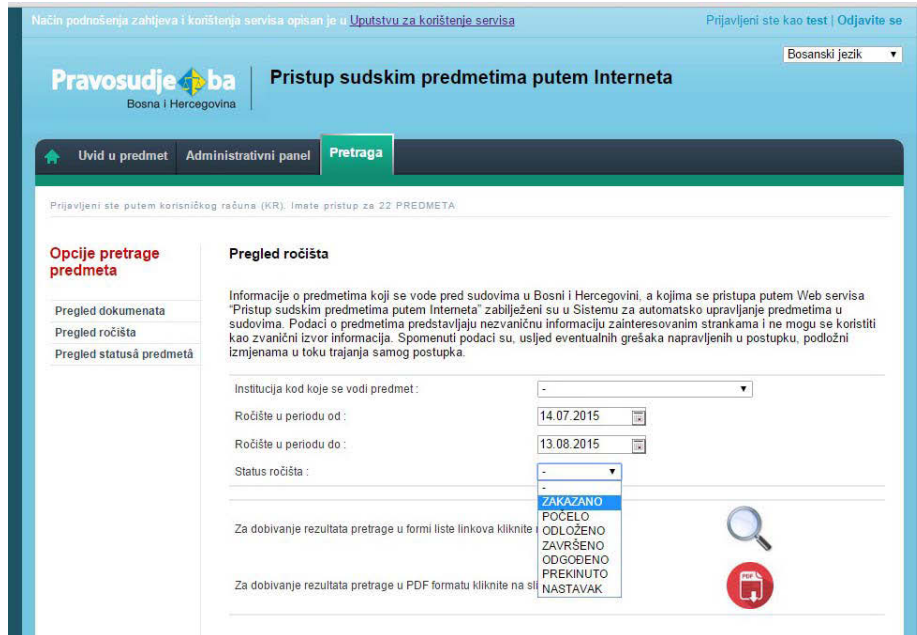 Način podnošenja zahtjeva i korištenja servisa opisan je u Uputstvu za korištenje servisa
Prijavljeni ste kao test | Odjavite se
Bosanski jezik
Pravosudje ba
Bosna i Hercegovina
Pristup sudskim predmetima putem Interneta
Uvid u predmet
Administrativni panel
Pretraga
Prijavljeni ste putem korisničkog računa (KR). Imate pristup za 22 PREDMETA
Opcije pretrage
predmeta
Pregled dokumenata
Pregled ročišta
Pregled statusâ predmetâ
Pregled ročišta
Informacije o predmetima koji se vode pred sudovima u Bosni i Hercegovini, a kojima se pristupa putem Web servisa
"Pristup sudskim predmetima putem Interneta" zabilježeni su u Sistemu za automatsko upravljanje predmetima u
sudovima. Podaci o predmetima predstavljaju nezvaničnu informaciju zainteresovanim strankama i ne mogu se koristiti
kao zvanični izvor informacija. Spomenuti podaci su, usljed eventualnih grešaka napravljenih u postupku, podložni
izmjenama u toku trajanja samog postupka.
Institucija kod koje se vodi predmet :
-
Ročište u periodu od :
14.07.2015
Ročište u periodu do :
13.08.2015
Status ročišta :
-
-
ZAKAZANO
POČELO
ODLOŽENO
ZAVRŠENO
ODGOĐENO
PREKINUTO
NASTAVAK
Za dobivanje rezultata pretrage u formi liste linkova kliknite
Za dobivanje rezultata pretrage u PDF formatu kliknite na sli
PDF